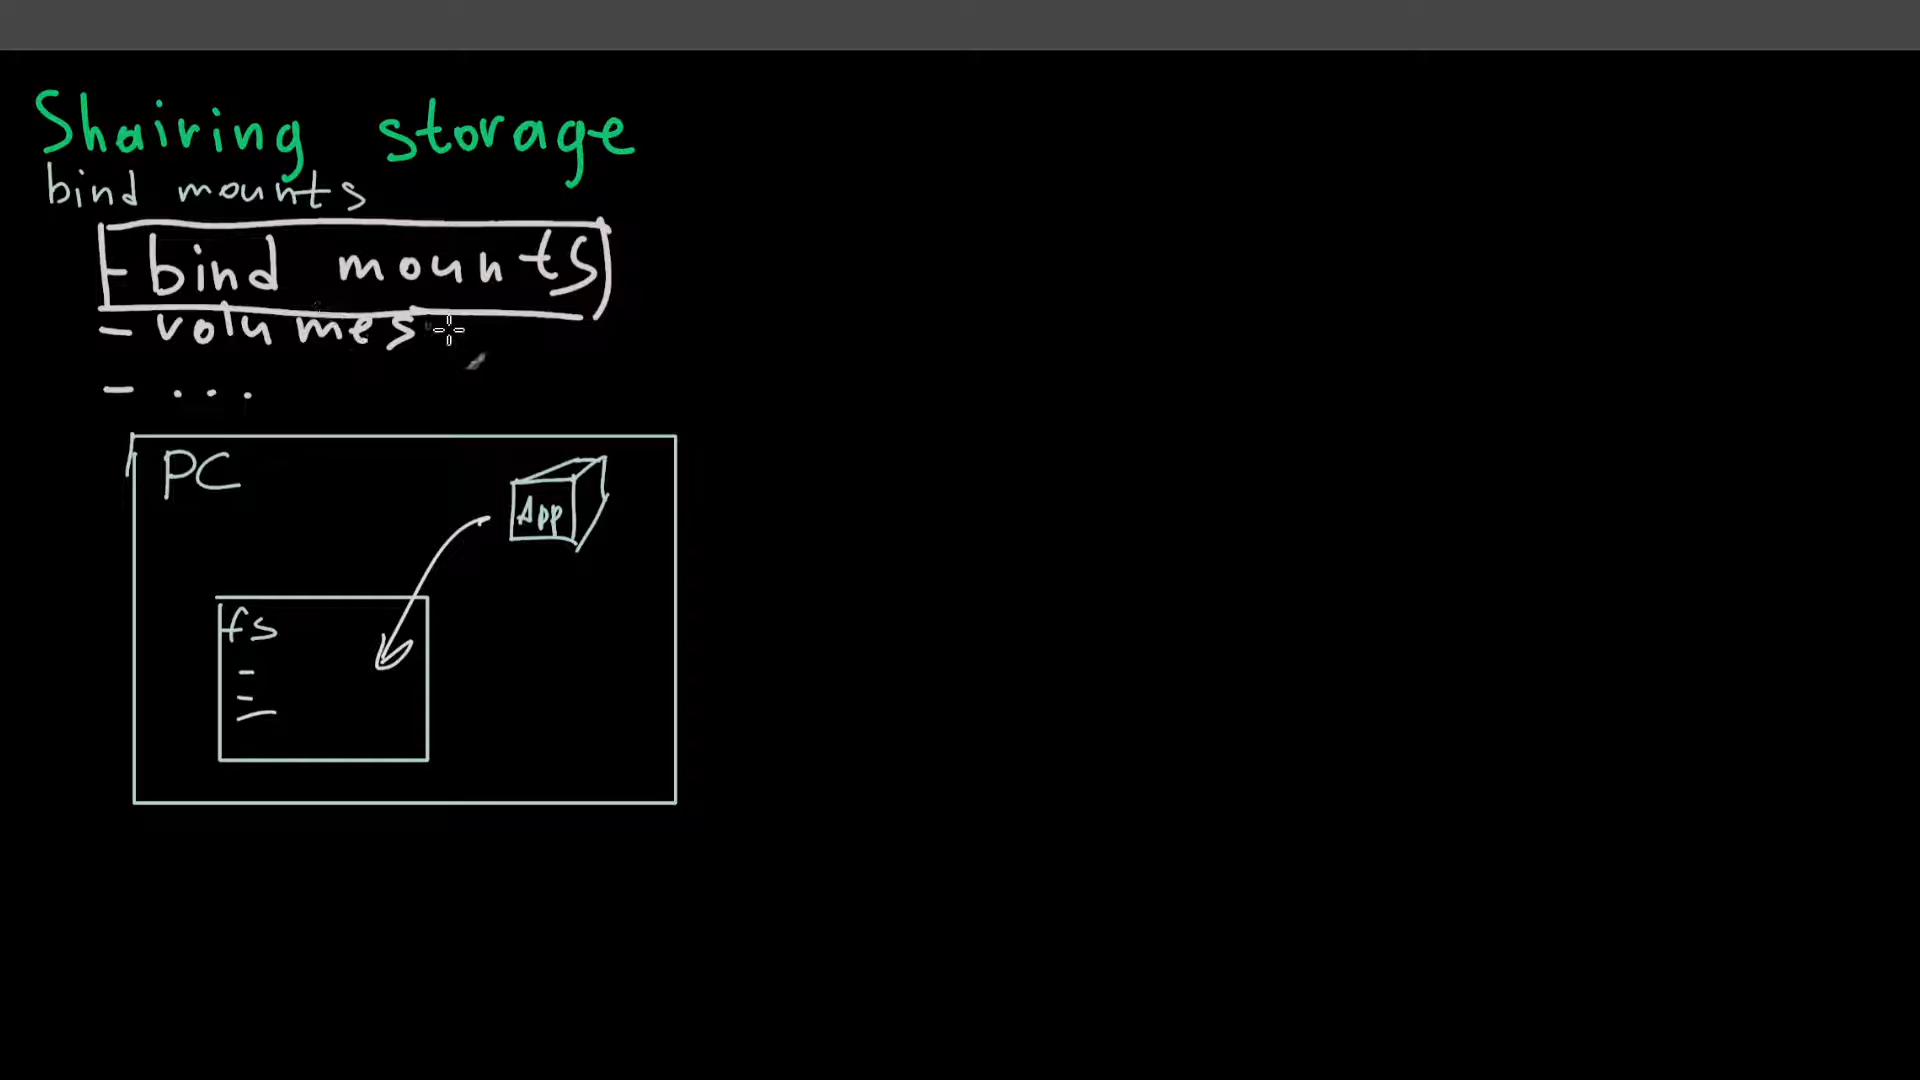 Shairing storage
bind mounts
- bind mounts
- volumes
- ...
PC
App
fs